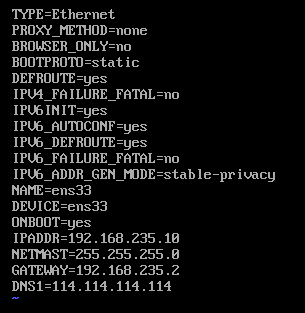 TYPE=Ethernet
PROXY_METHOD=none
BROWSER_ONLY=no
BOOTPROTO=static
DEFROUTE=yes
IPV4_FAILURE_FATAL=no
IPV6INIT=yes
IPV6_AUTOCONF=yes
IPV6_DEFROUTE=yes
IPV6_FAILURE_FATAL=no
IPV6_ADDR_GEN_MODE=stable-privacy
NAME=ens33
DEVICE=ens33
ONBOOT=yes
IPADDR=192.168.235.10
NETMAST=255.255.255.0
GATEWAY=192.168.235.2
DNS1=114.114.114.114
~